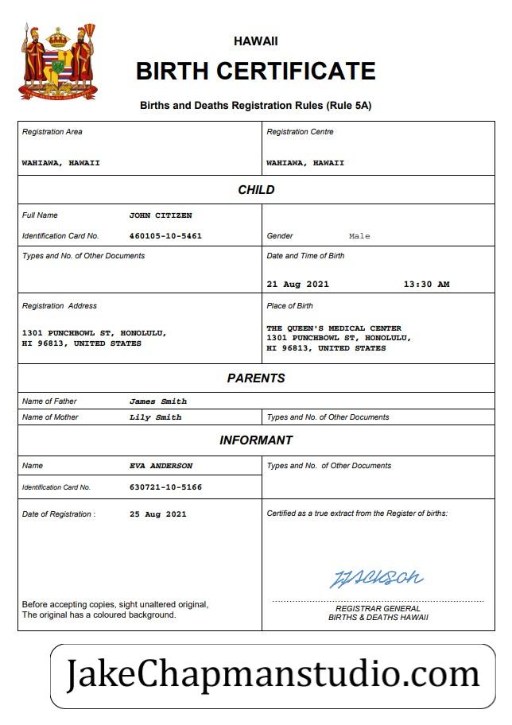 HAWAII
BIRTH CERTIFICATE
Births and Deaths Registration Rules (Rule 5A)
Registration Area
Registration Centre
WAHIAWA, HAWAII
WAHIAWA, HAWAII
CHILD
Full Name JOHN CITIZEN
Identification Card No. 460105-10-5461
Gender Male
Types and No. of Other Documents
Date and Time of Birth
21 Aug 2021 13:30 AM
Registration Address
Place of Birth
1301 PUNCHBOWL ST, HONOLULU,
HI 96813, UNITED STATES
THE QUEEN'S MEDICAL CENTER
1301 PUNCHBOWL ST, HONOLULU,
HI 96813, UNITED STATES
PARENTS
Name of Father James Smith
Name of Mother Lily Smith
Types and No. of Other Documents
INFORMANT
Name EVA ANDERSON
Types and No. of Other Documents
Identification Card No. 630721-10-5166
Date of Registration : 25 Aug 2021
Certified as a true extract from the Register of births:
Before accepting copies, sight unaltered original,
The original has a coloured background.
REGISTRAR GENERAL
BIRTHS & DEATHS HAWAII
JakeChapmanstudio.com